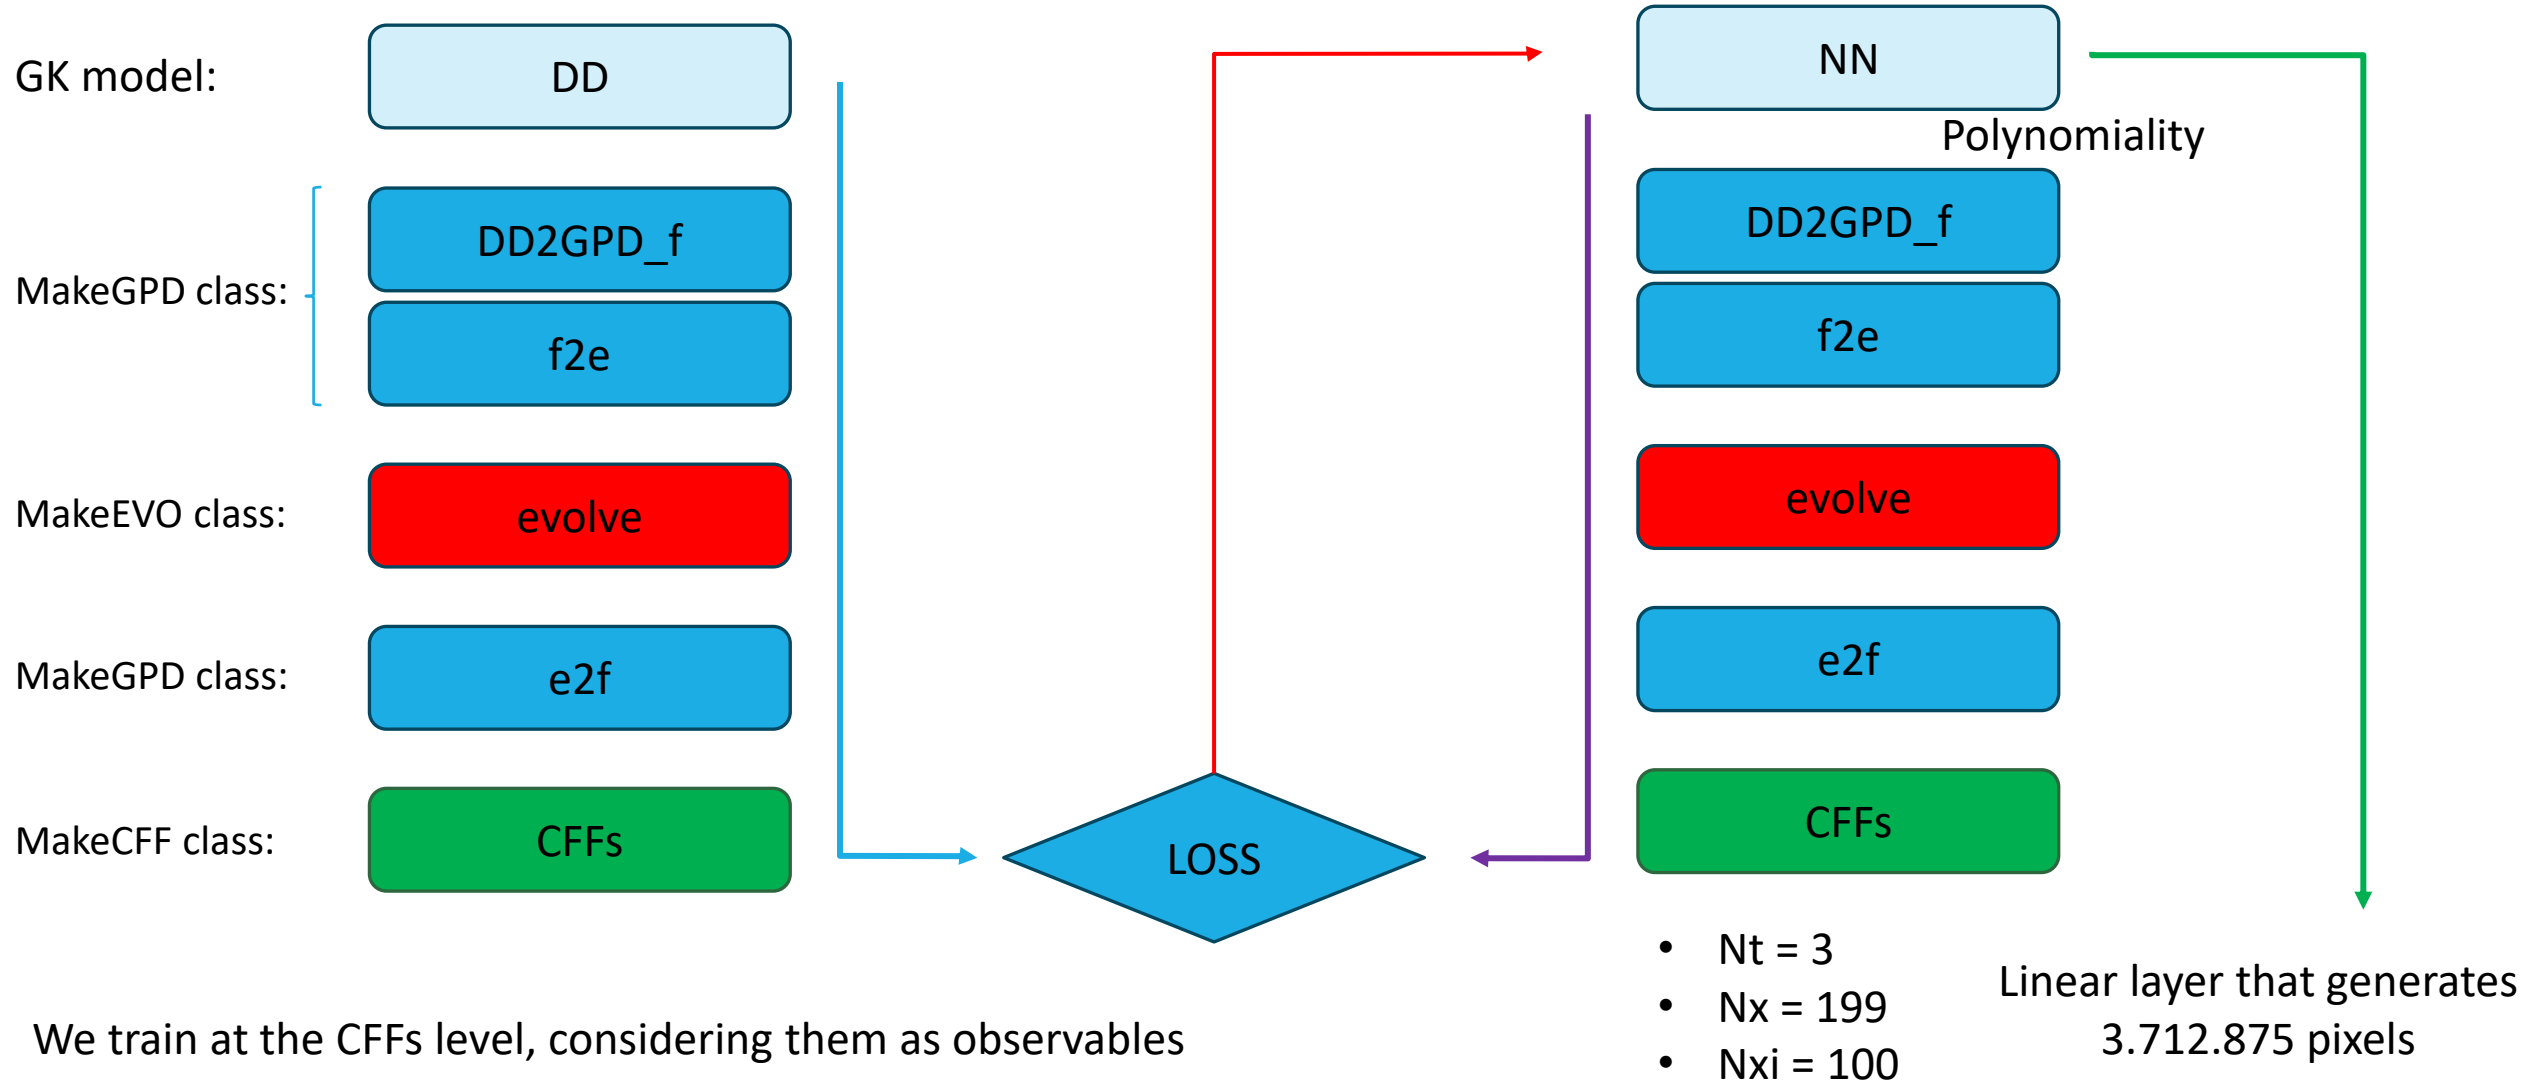 GK model:
DD
MakeGPD class:
DD2GPD_f
f2e
MakeEVO class:
evolve
MakeGPD class:
e2f
MakeCFF class:
CFFs
LOSS
NN
Polynomiality
DD2GPD_f
f2e
evolve
e2f
CFFs
• Nt = 3
• Nx = 199
• Nxi = 100
Linear layer that generates
3.712.875 pixels
We train at the CFFs level, considering them as observables